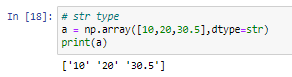 In [18]: # str type
a = np.array([10,20,30.5],dtype=str)
print(a)
['10' '20' '30.5']